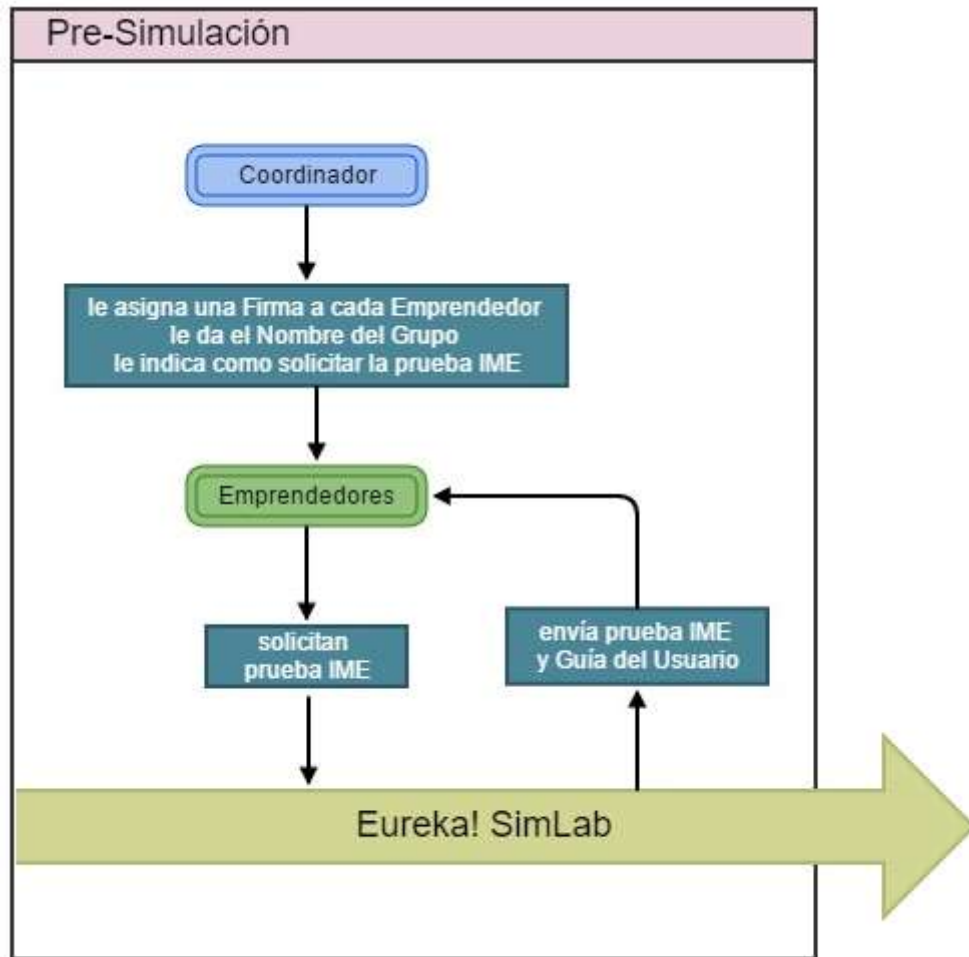 Pre-Simulación
Coordinador
le asigna una Firma a cada Emprendedor
le da el Nombre del Grupo
le indica como solicitar la prueba IME
Emprendedores
solicitan
prueba IME
envía prueba IME
y Guía del Usuario
Eureka! SimLab